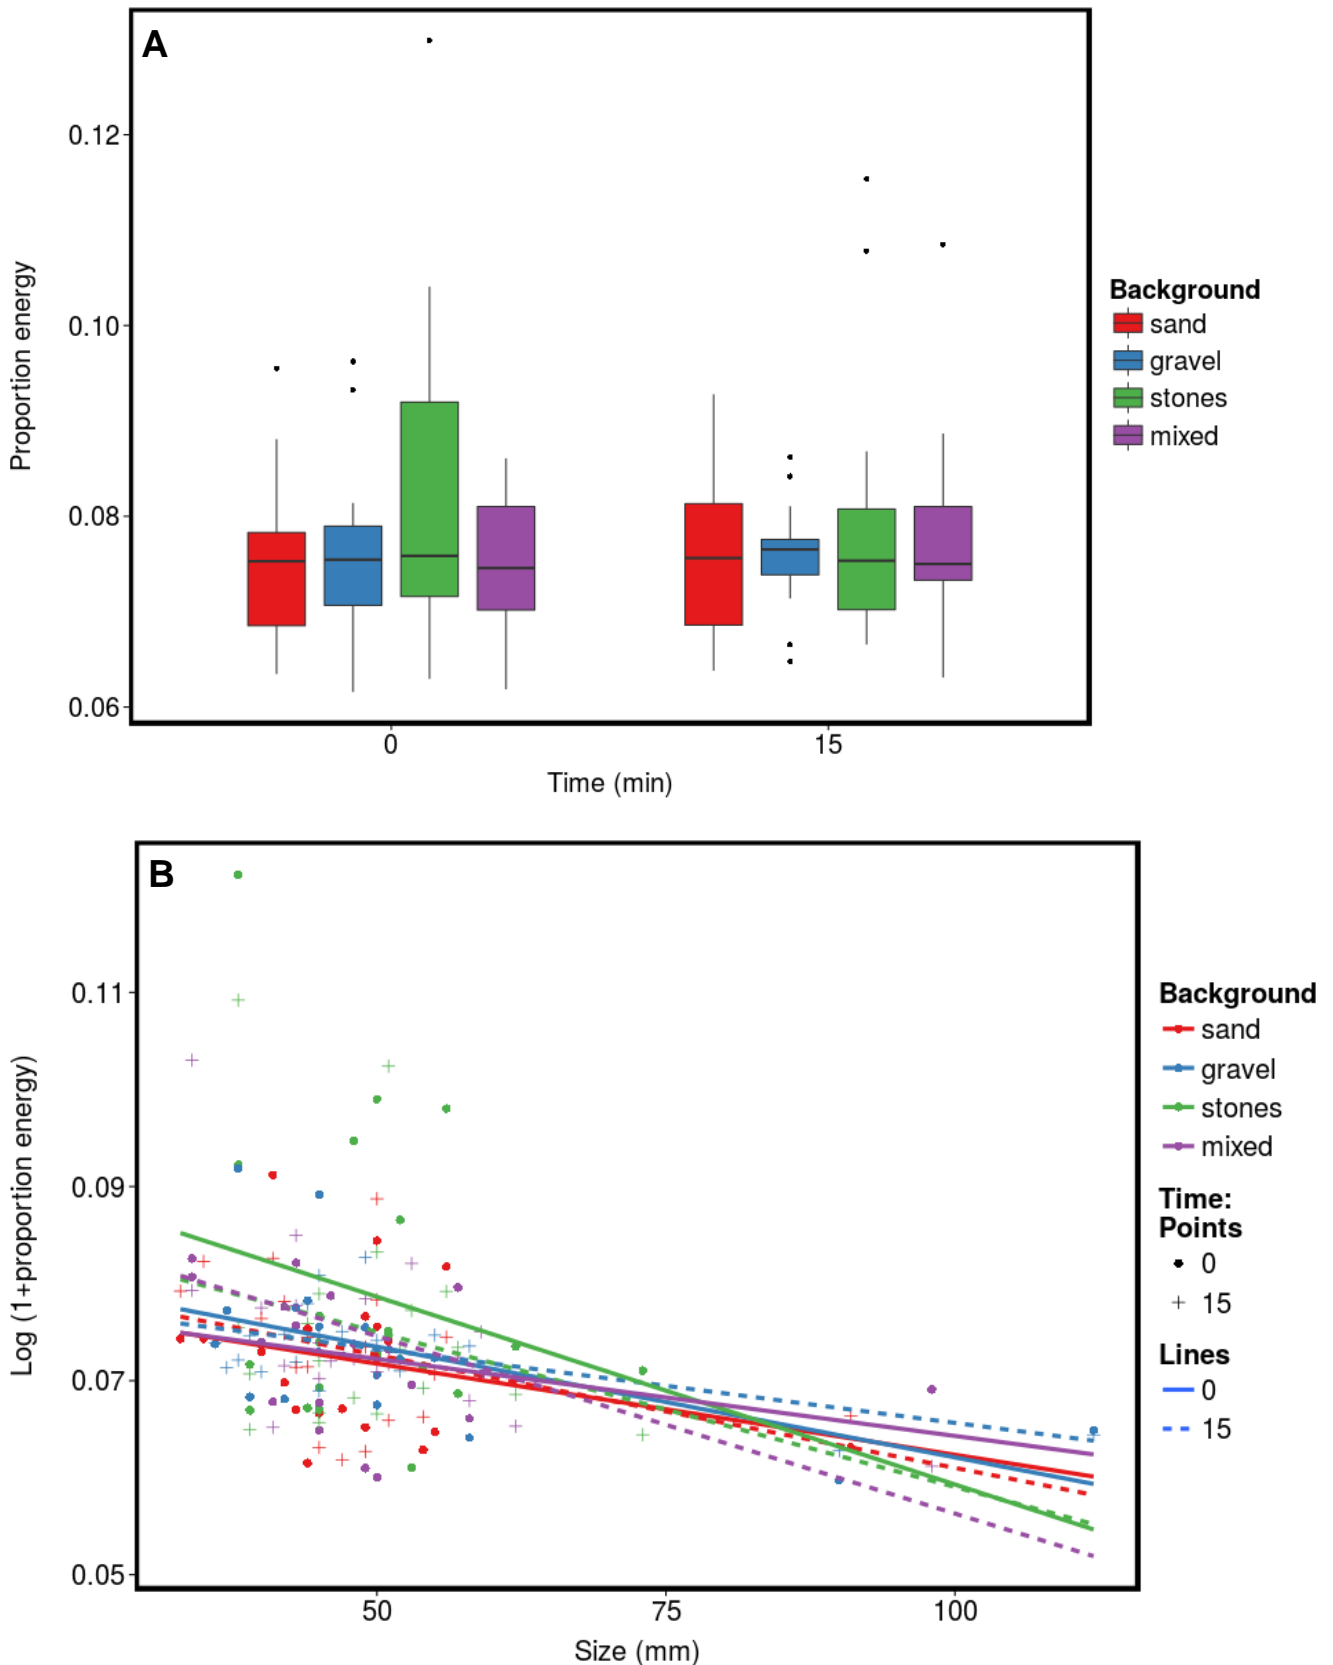 A
0.12
0.10
0.08
0.06
Proportion energy
0
15
Time (min)
Background
sand
gravel
stones
mixed
B
0.11
0.09
0.07
0.05
Log (1+proportion energy)
50
75
100
Size (mm)
Background
sand
gravel
stones
mixed
Time:
Points
0
15
Lines
0
15